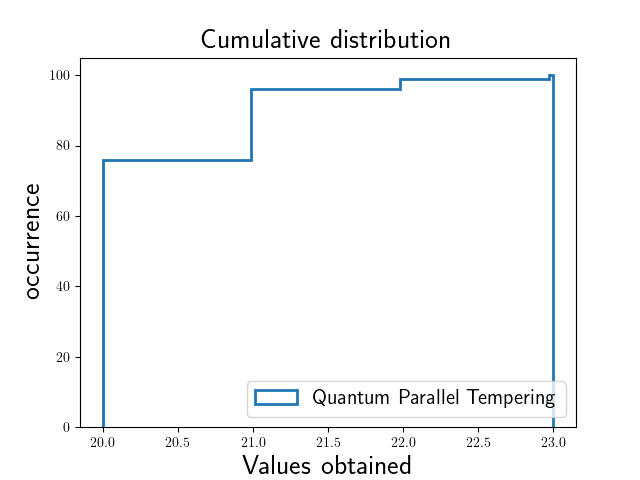 Cumulative distribution
100
80
60
40
20
0
occurrence
Quantum Parallel Tempering
20.0 20.5 21.0 21.5 22.0 22.5 23.0
Values obtained